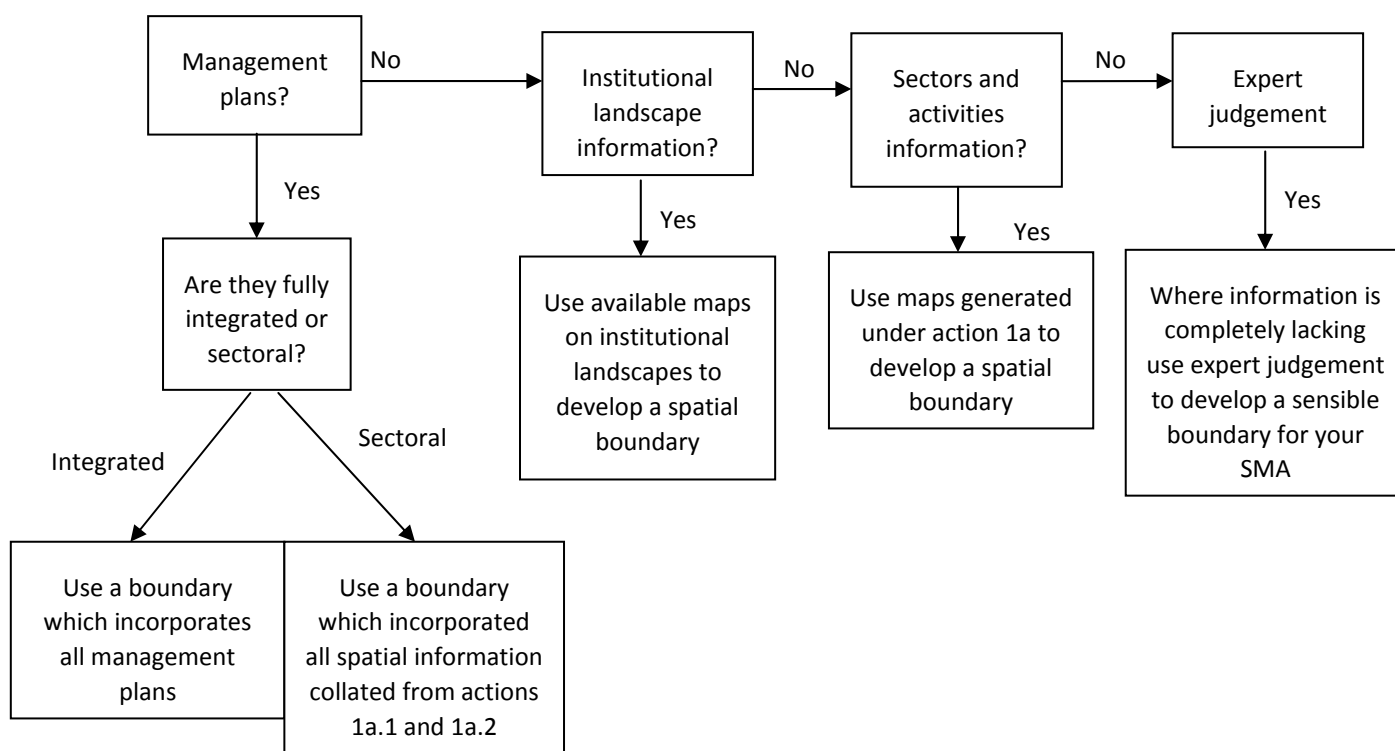 Management
plans?
No
Institutional
landscape
information?
No
Sectors and
activities
information?
No
Expert
judgement
Yes
Yes
Yes
Yes
Are they fully
integrated or
sectoral?
Use available maps
on institutional
landscapes to
develop a spatial
boundary
Use maps generated
under action 1a to
develop a spatial
boundary
Where information is
completely lacking
use expert judgement
to develop a sensible
boundary for your
SMA
Integrated
Sectoral
Use a boundary
which incorporates
all management
plans
Use a boundary
which incorporated
all spatial information
collated from actions
1a.1 and 1a.2